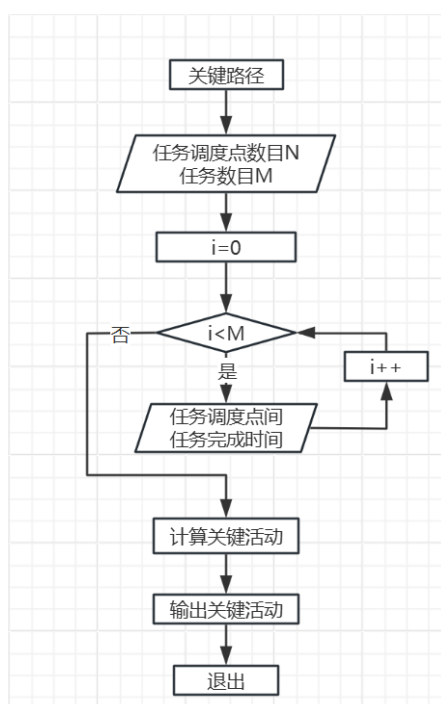 关键路径
任务调度点数目N
任务数目M
i=0
i<M
否
是
i++
任务调度点间
任务完成时间
计算关键活动
输出关键活动
退出